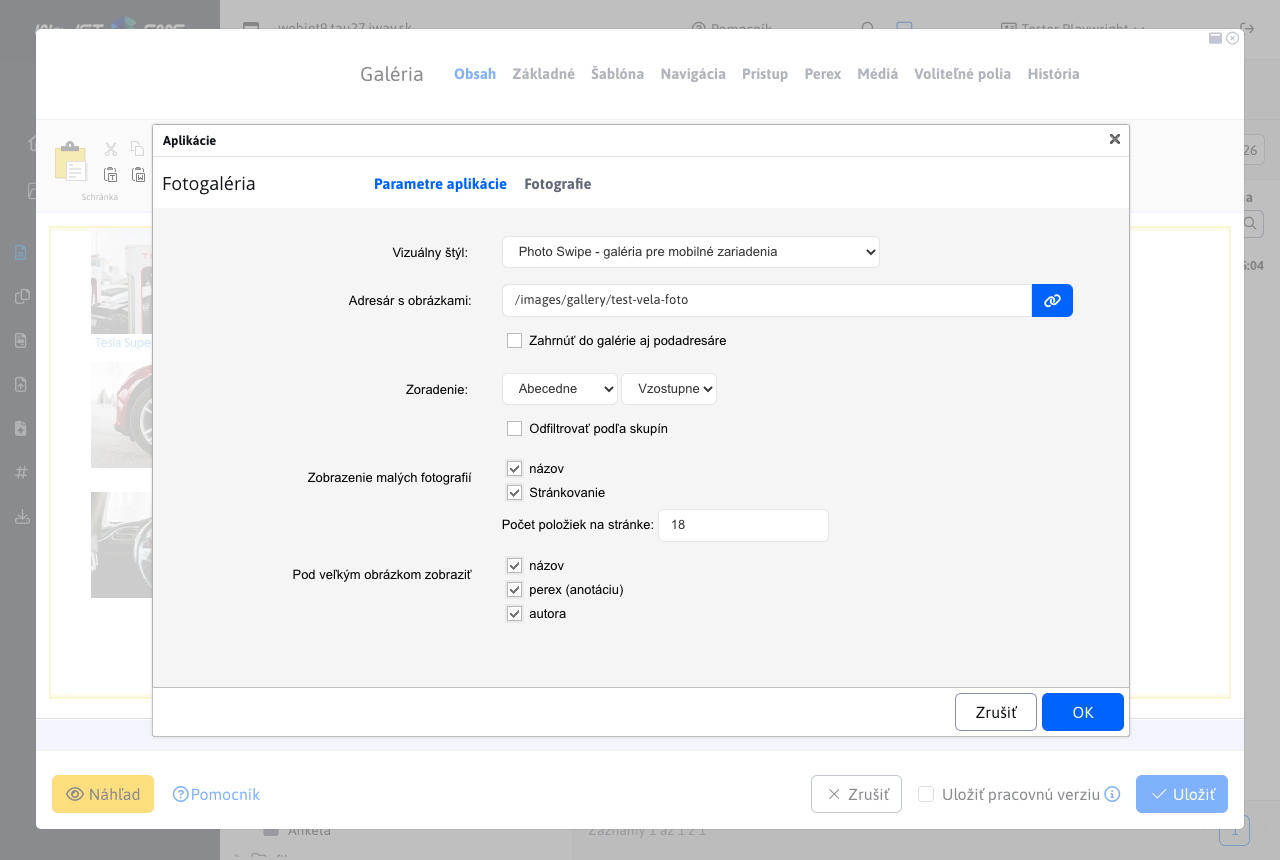 webjet9.tau27.iway.sk
Pomocník
Tester Playwright
Galéria
Obsah Základné Šablóna Navigácia Prístup Perex Médiá Voliteľné polia História
Aplikácie
Schránka
Fotogaléria
Parametre aplikácie Fotografie
Vizuálny štýl: Photo Swipe - galéria pre mobilné zariadenia
Adresár s obrázkami: /images/gallery/test-vela-foto
Zahrnúť do galérie aj podadresáre
Zoradenie: Abecedne Vzostupne
Odfiltrovať podľa skupín
Zobrazenie malých fotografií názov
Stránkovanie
Počet položiek na stránke: 18
Pod veľkým obrázkom zobraziť názov
perex (anotáciu)
autora
Zrušiť OK
Náhľad Pomocník Zrušiť Uložiť pracovnú verziu Uložiť
Anketa
Záznamy 1 až 1 z 1
1